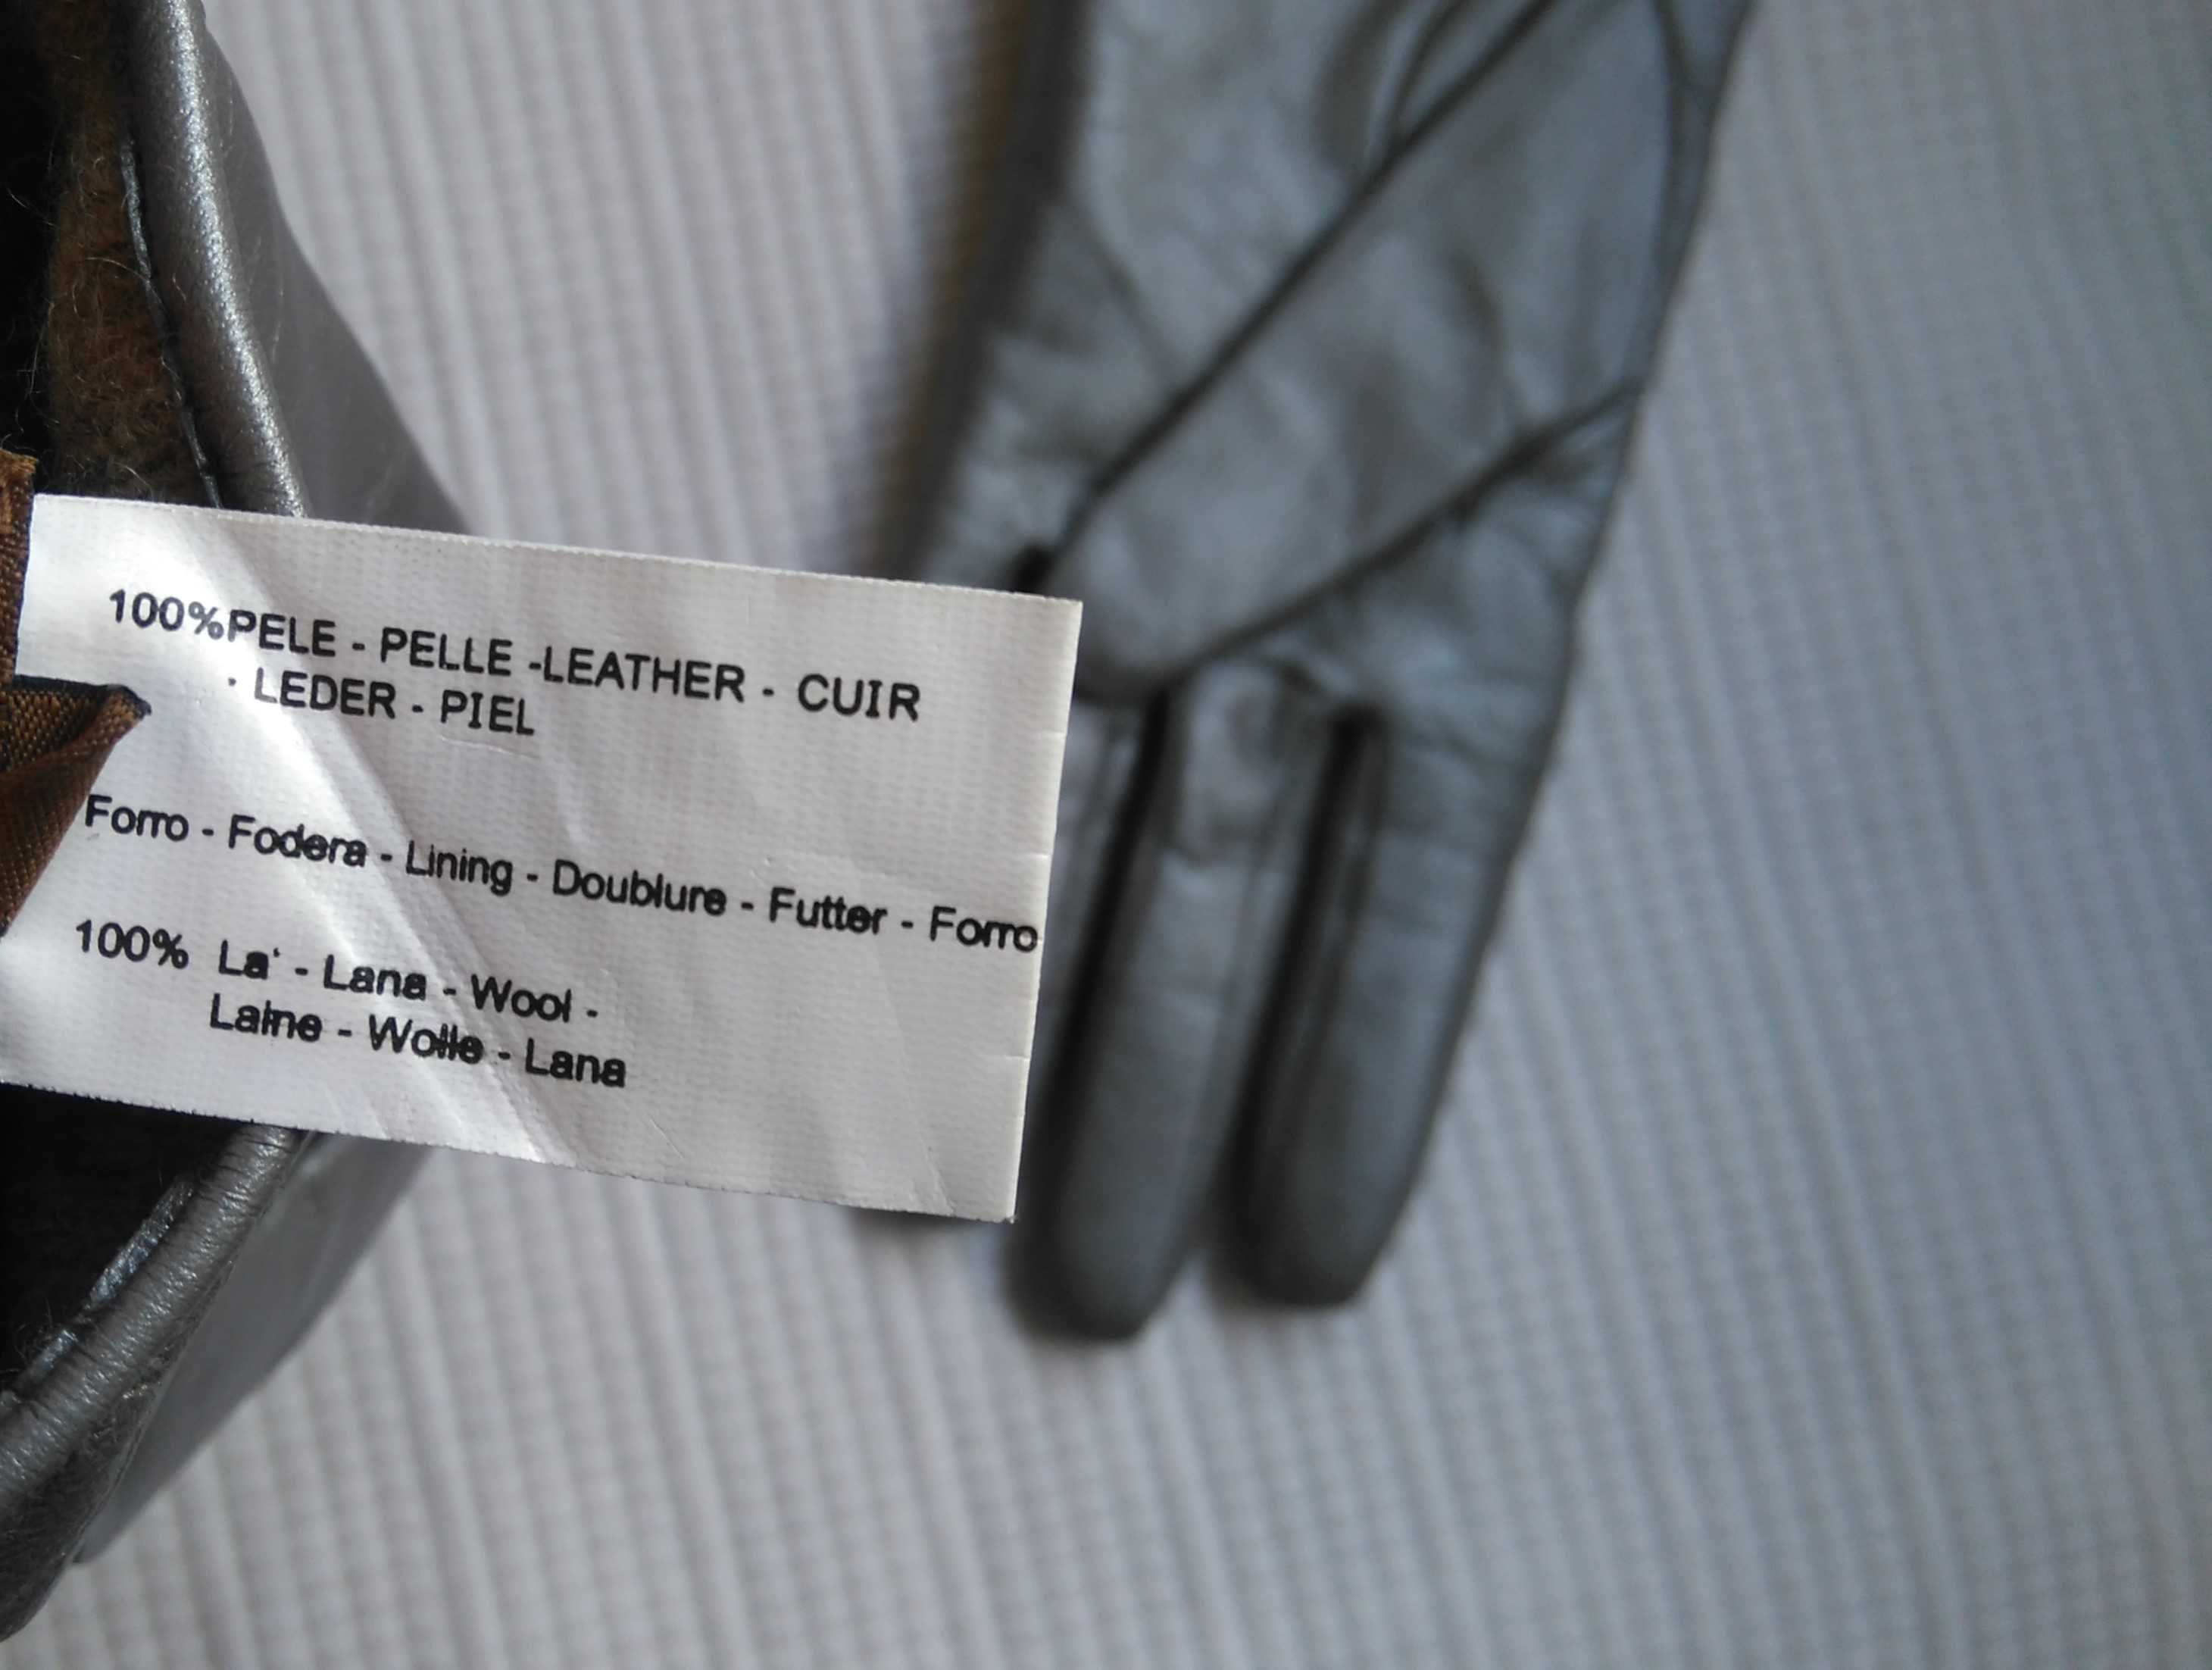 100%PELE - PELLE -LEATHER - CUIR
· LEDER - PIEL
Forro - Fodera - Lining - Doublure - Futter - Forro
100% La' - Lana - Wool -
Laine - Wolle - Lana